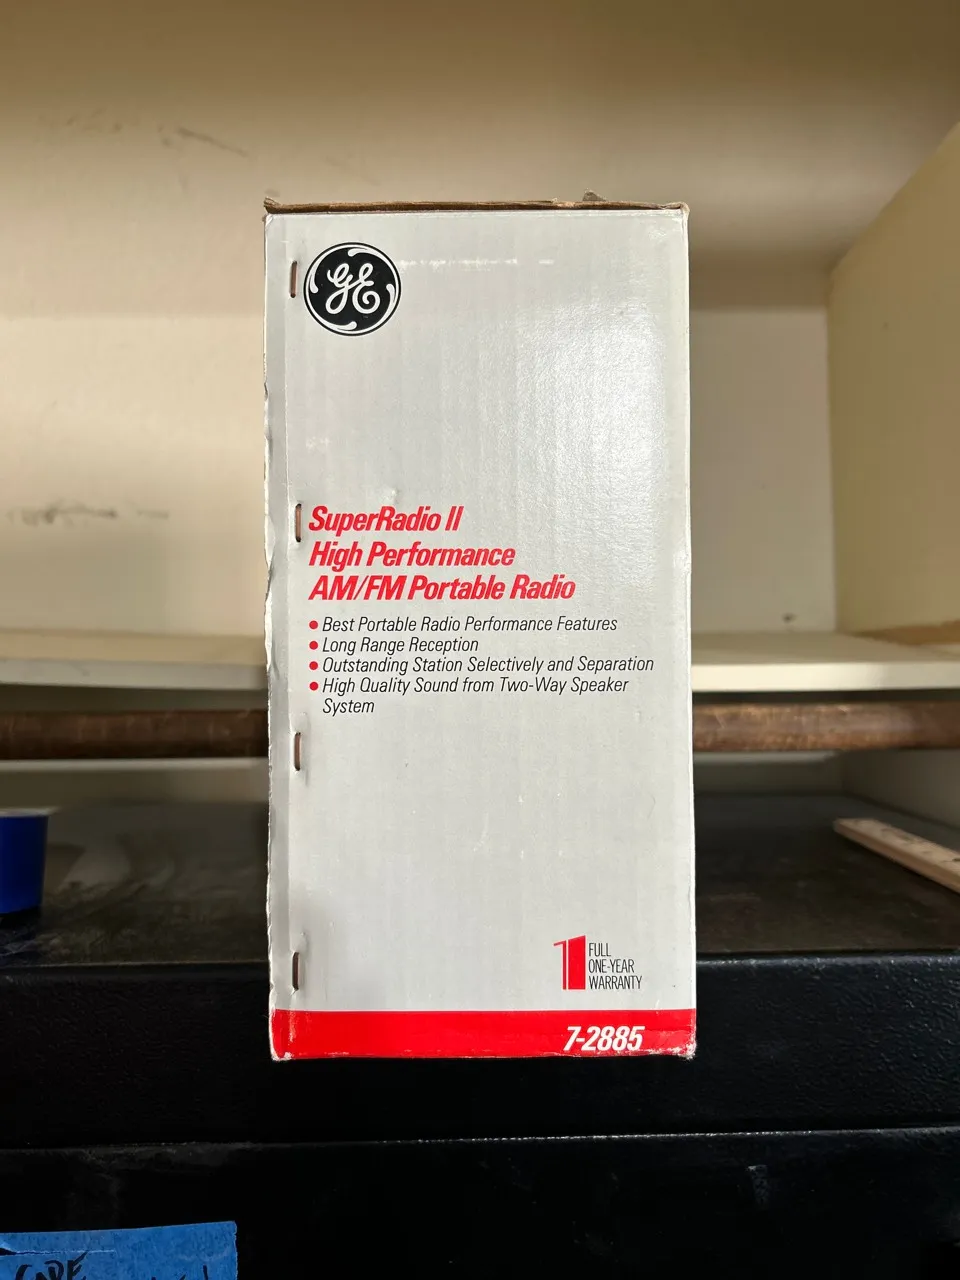 GE
SuperRadio II
High Performance
AM/FM Portable Radio
• Best Portable Radio Performance Features
• Long Range Reception
• Outstanding Station Selectively and Separation
• High Quality Sound from Two-Way Speaker
System
1 FULL
ONE-YEAR
WARRANTY
7-2885